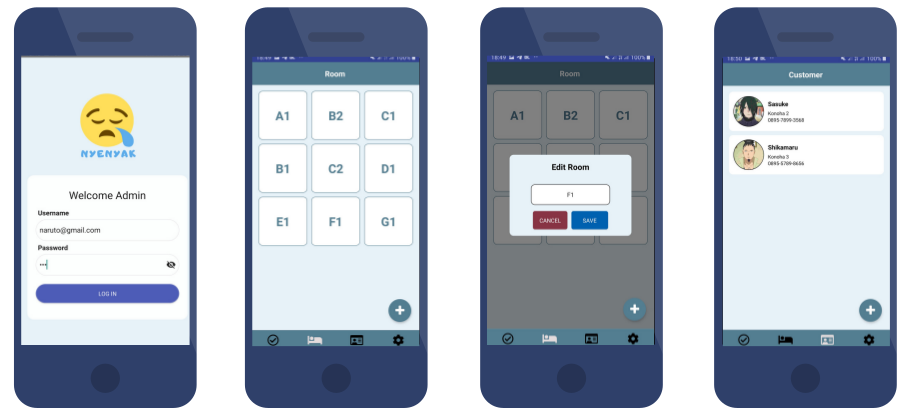 NYENYAK
Welcome Admin
Username
naruto@gmail.com
Password
LOG IN
18:49 100%
Room
A1 B2 C1
B1 C2 D1
E1 F1 G1
+
18:49 100%
Room
A1 B2 C1
Edit Room
F1
CANCEL SAVE
+
18:50 100%
Customer
Sasuke
Konoha 2
0895-7899-3568
Shikamaru
Konoha 3
0895-5789-8656
+